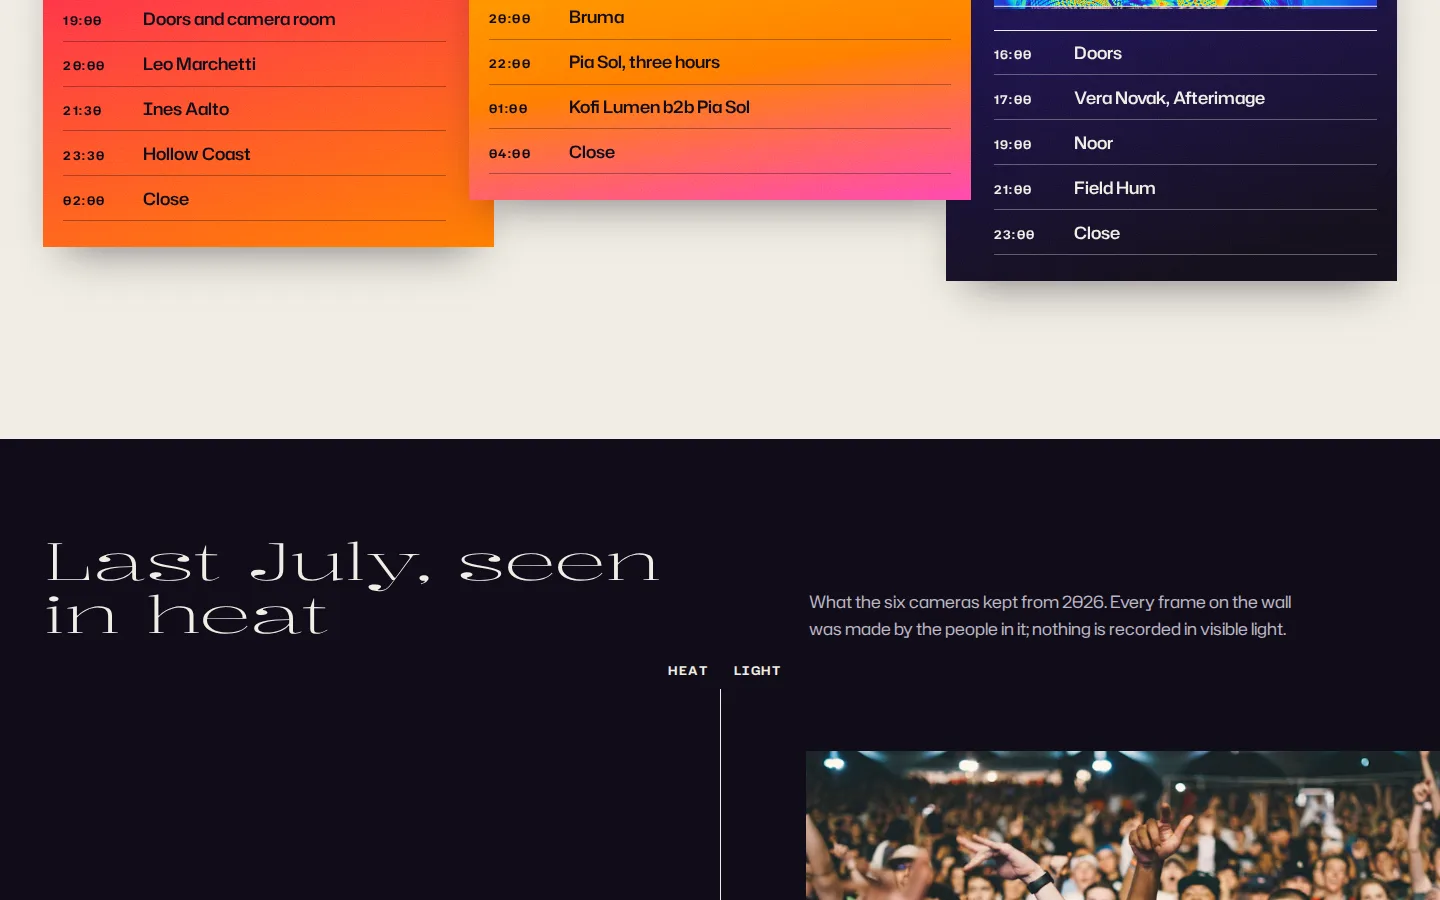 19:00 Doors and camera room
20:00 Leo Marchetti
21:30 Ines Aalto
23:30 Hollow Coast
02:00 Close
20:00 Bruma
22:00 Pia Sol, three hours
01:00 Kofi Lumen b2b Pia Sol
04:00 Close
16:00 Doors
17:00 Vera Novak, Afterimage
19:00 Noor
21:00 Field Hum
23:00 Close
Last July, seen
in heat
What the six cameras kept from 2026. Every frame on the wall
was made by the people in it; nothing is recorded in visible light.
HEAT LIGHT